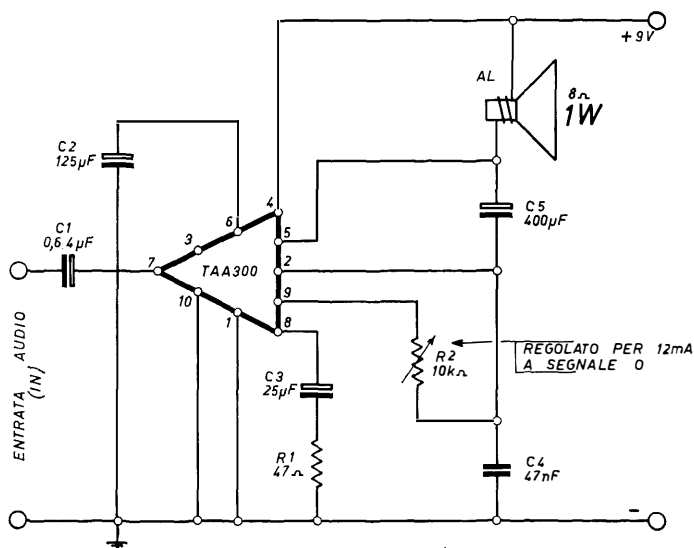 +9V
AL
8Ω
1W
C2
125µF
C5
400µF
C1
0,6.4µF
4
6
5
3
7
TAA300
2
10
9
1
8
ENTRATA AUDIO
(IN)
R2
10kΩ
REGOLATO PER 12mA
A SEGNALE O
C3
25µF
R1
47Ω
C4
47nF
-